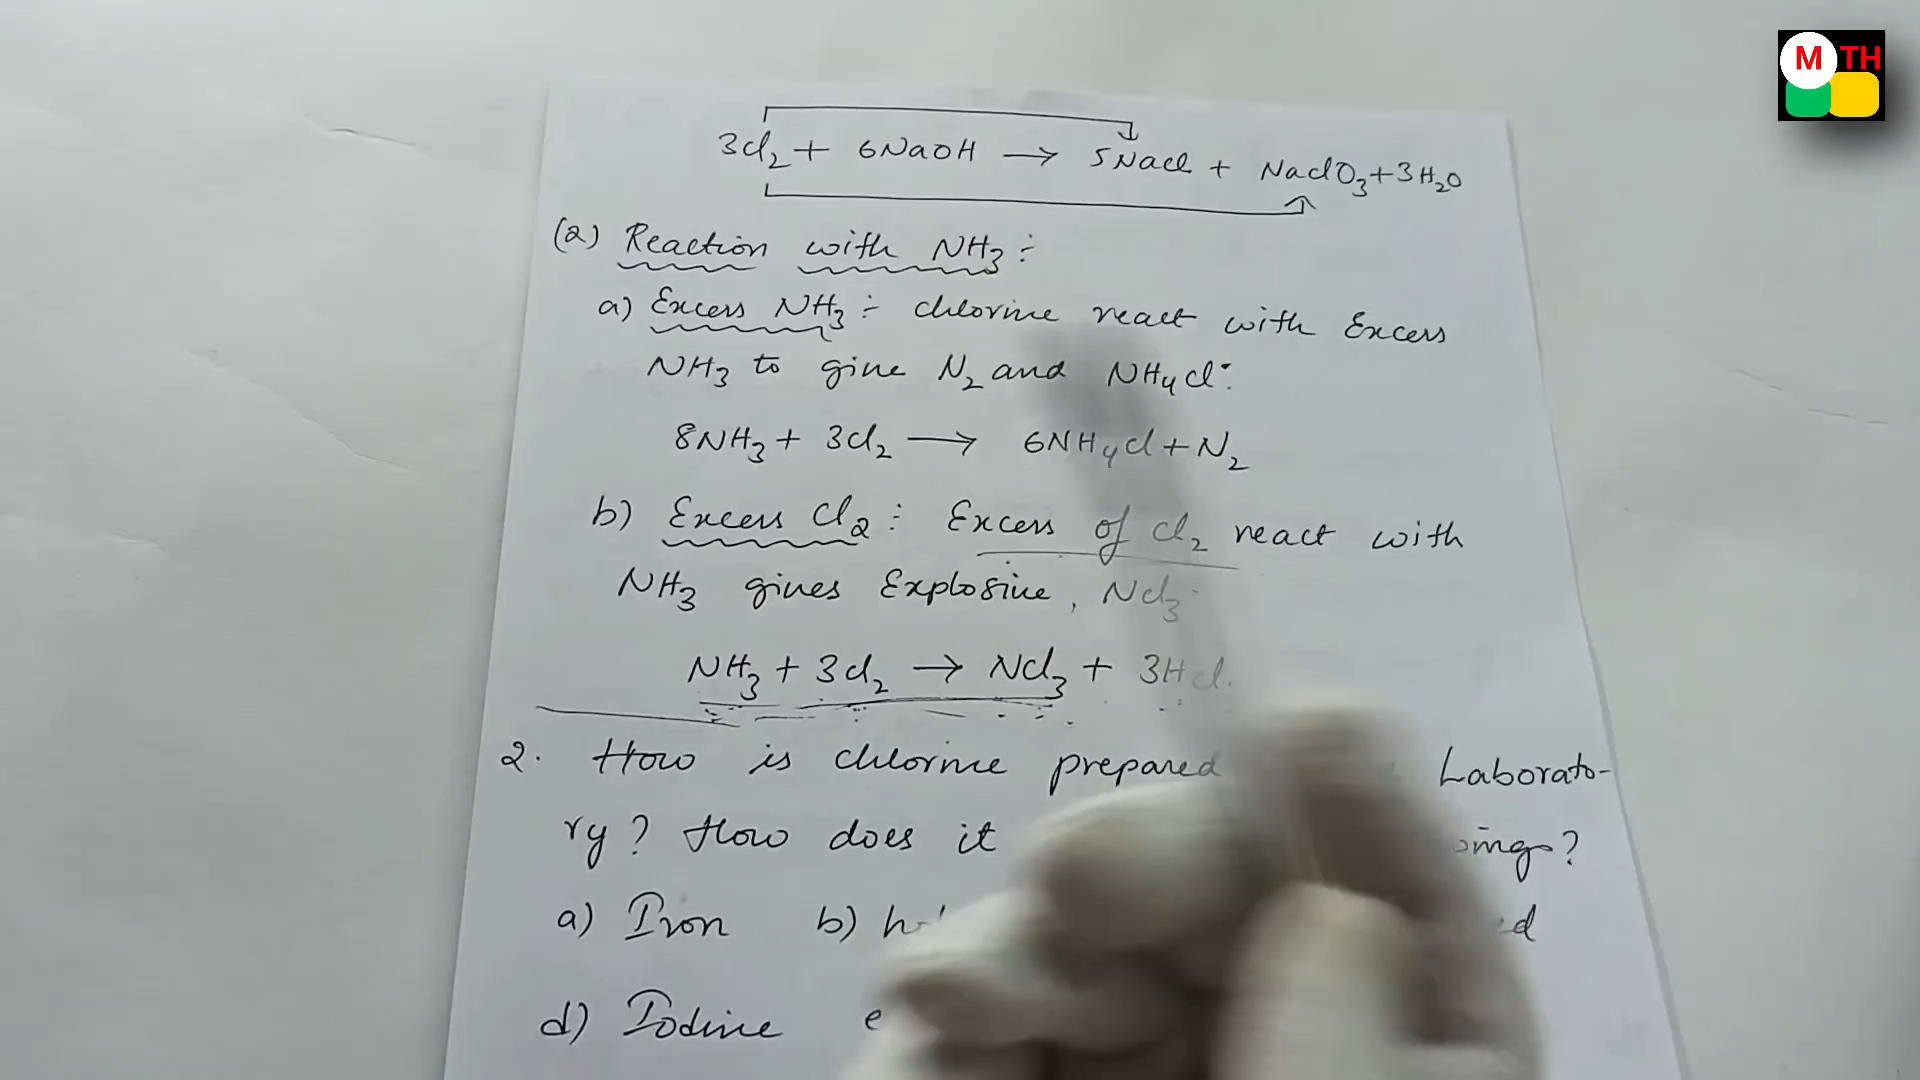 M TH
3Cl₂ + 6NaOH → 5NaCl + NaClO₃ + 3H₂O
(2) Reaction with NH₃ :-
a) Excess NH₃ :- chlorine react with Excess
NH₃ to give N₂ and NH₄Cl:
8NH₃ + 3Cl₂ → 6NH₄Cl + N₂
b) Excess Cl₂ : Excess of Cl₂ react with
NH₃ gives Explosive, NCl₃.
NH₃ + 3Cl₂ → NCl₃ + 3HCl.
2. How is chlorine prepared Laborato-
ry? How does it ?
a) Iron b)
d) Iodine e